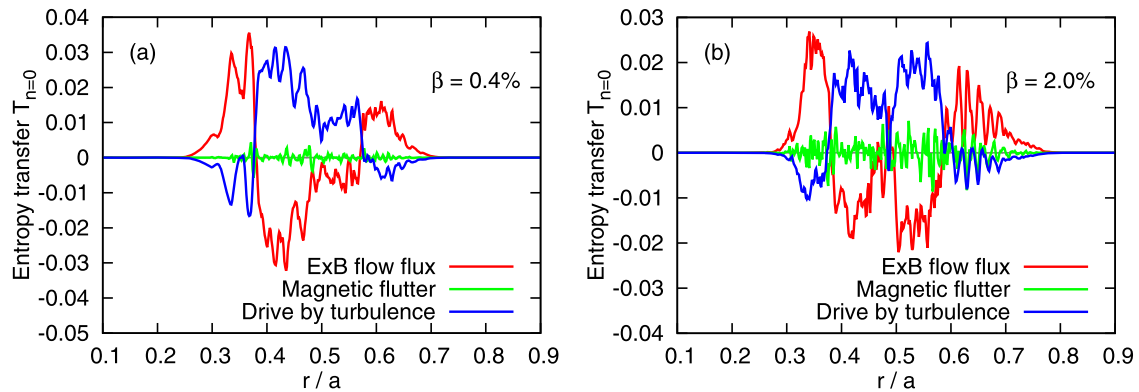 0.04
0.03
0.02
0.01
0
-0.01
-0.02
-0.03
-0.04
-0.05
Entropy transfer Tn=0
(a)
β = 0.4%
ExB flow flux
Magnetic flutter
Drive by turbulence
0.1 0.2 0.3 0.4 0.5 0.6 0.7 0.8 0.9
r / a
0.03
0.02
0.01
0
-0.01
-0.02
-0.03
-0.04
Entropy transfer Tn=0
(b)
β = 2.0%
ExB flow flux
Magnetic flutter
Drive by turbulence
0.1 0.2 0.3 0.4 0.5 0.6 0.7 0.8 0.9
r / a